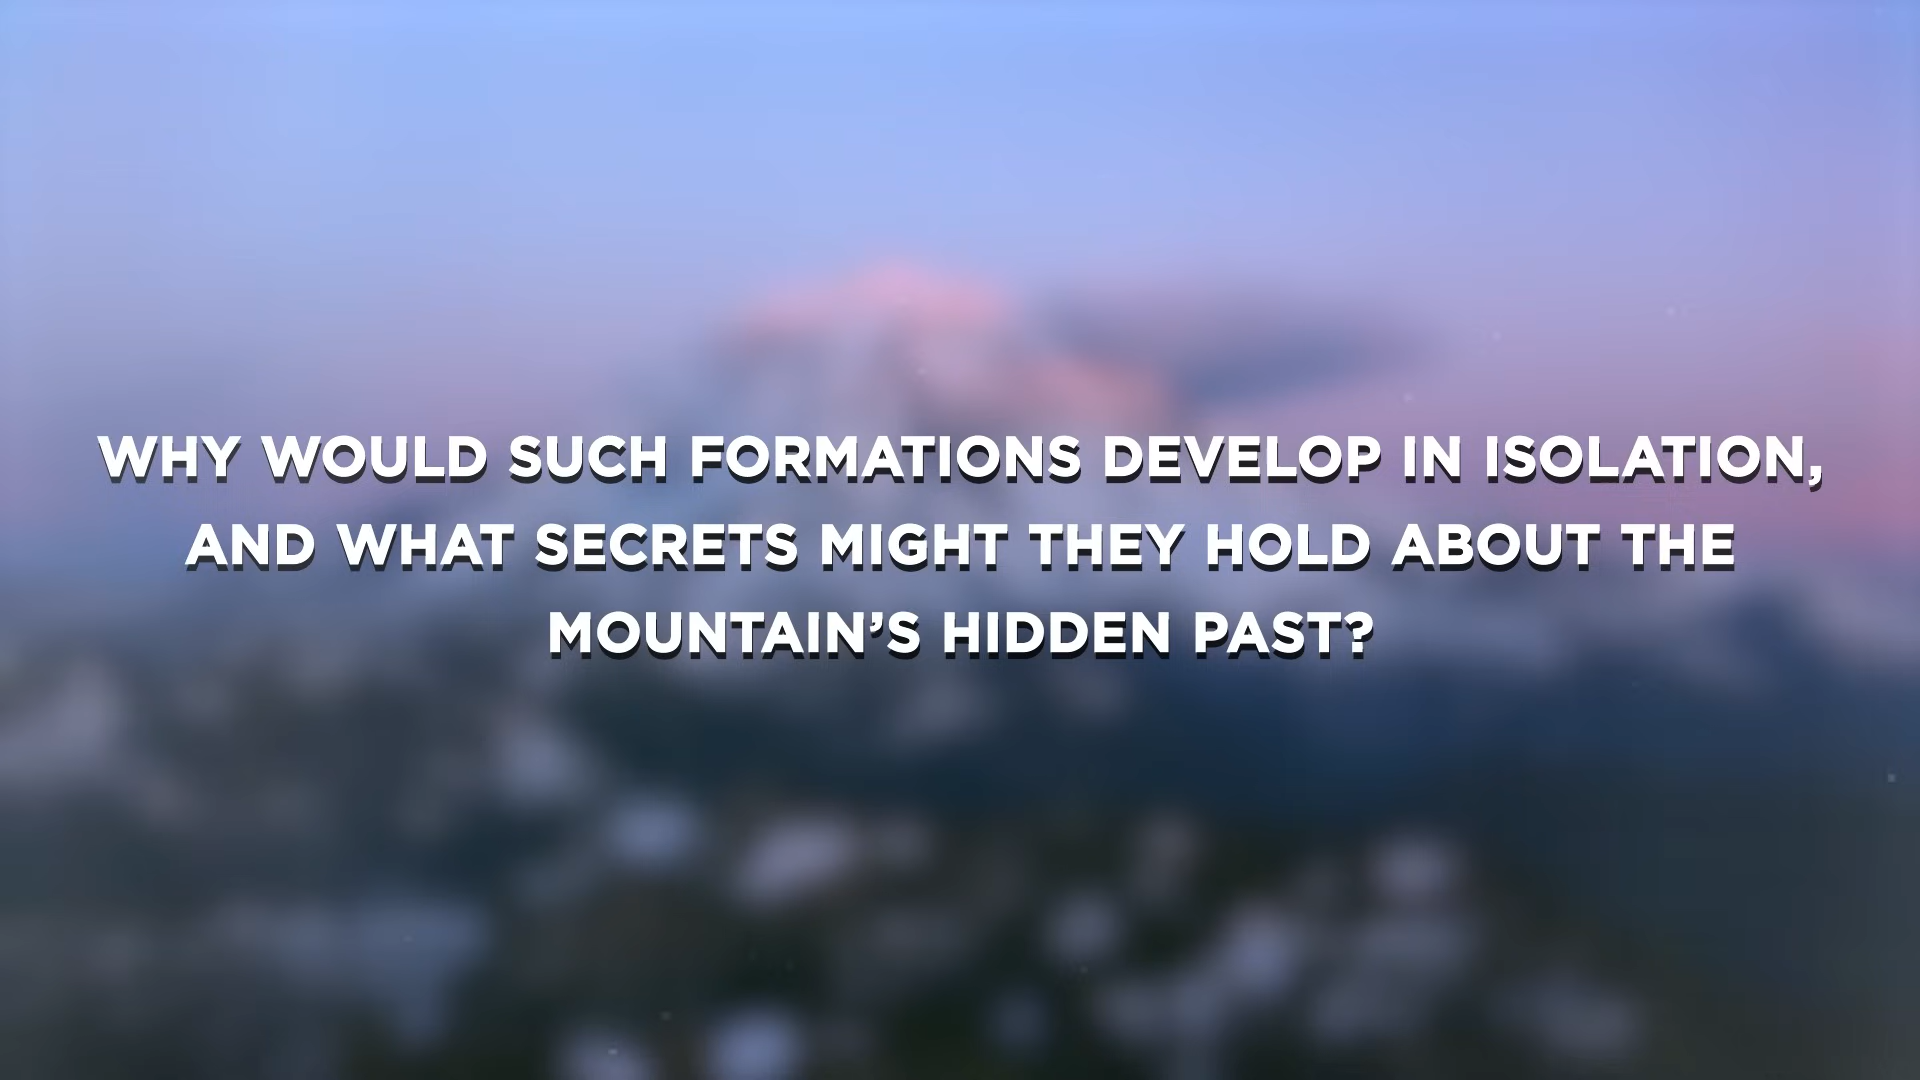 WHY WOULD SUCH FORMATIONS DEVELOP IN ISOLATION,
AND WHAT SECRETS MIGHT THEY HOLD ABOUT THE
MOUNTAIN’S HIDDEN PAST?